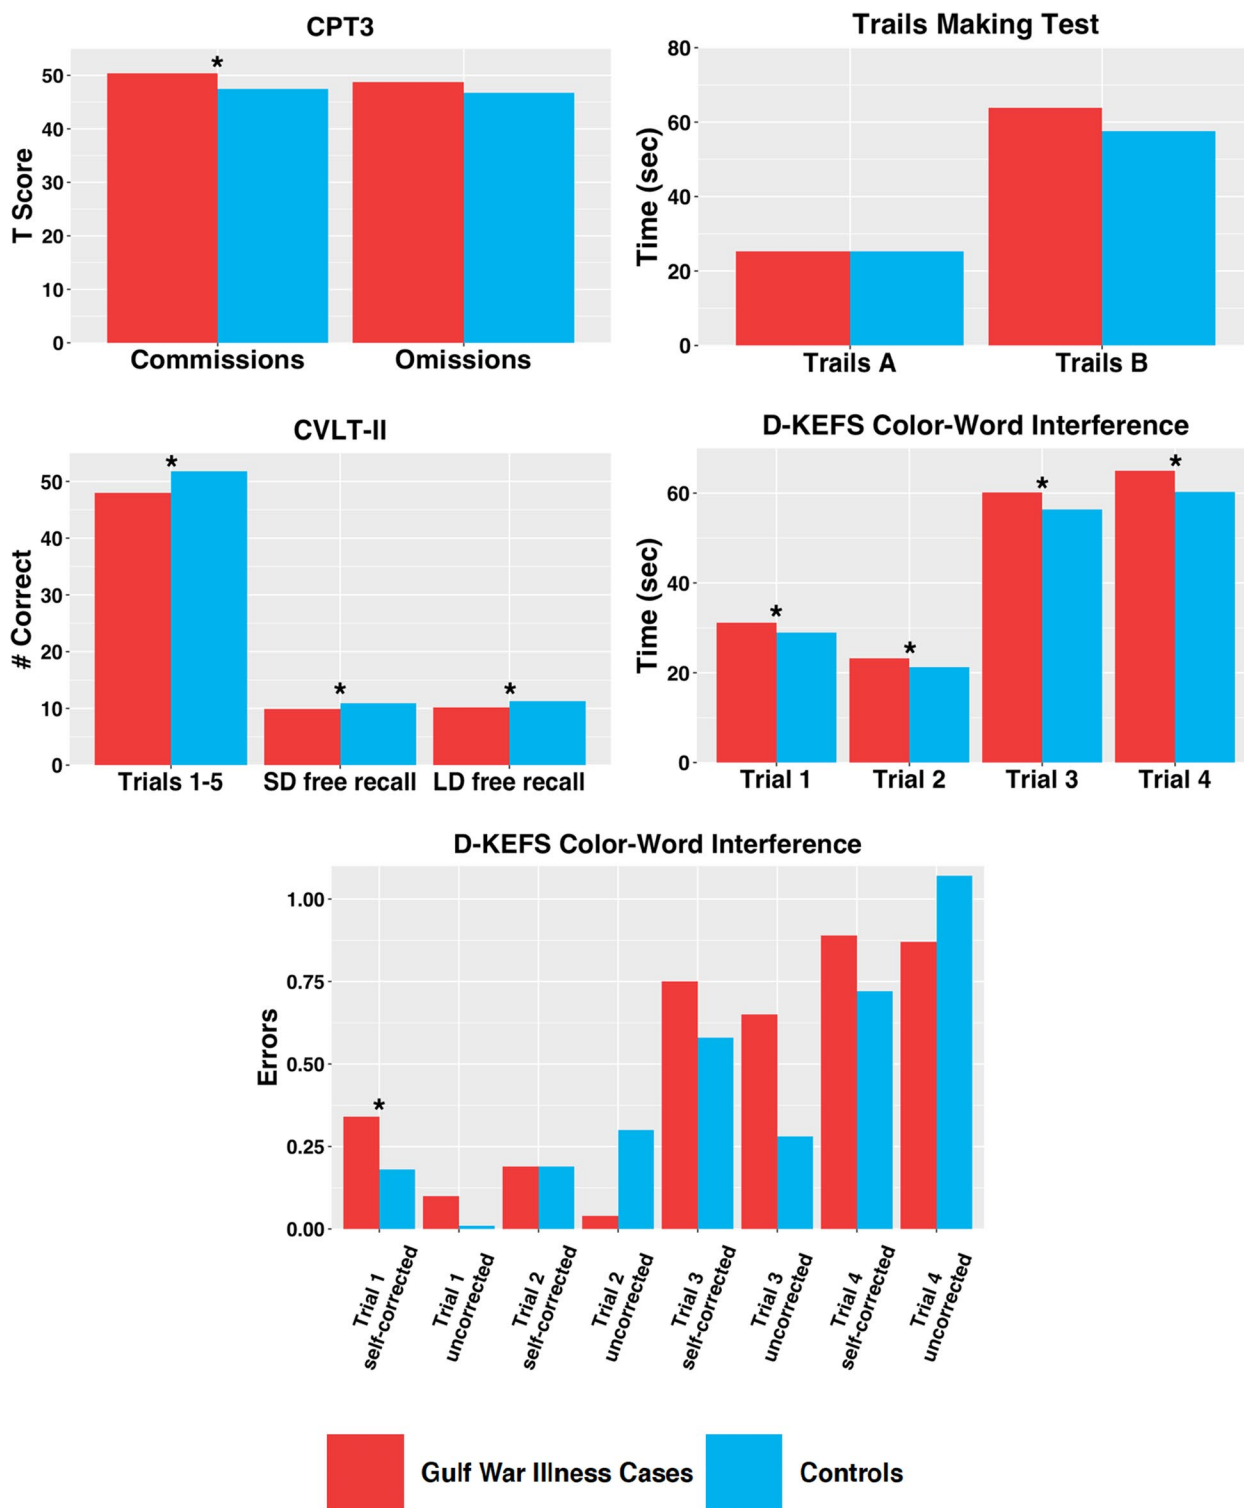 CPT3
*
50
40
30
20
10
0
T Score
Commissions
Omissions
Trails Making Test
80
60
40
20
0
Time (sec)
Trails A
Trails B
CVLT-II
*
50
40
30
20
10
0
# Correct
*
*
Trials 1-5
SD free recall
LD free recall
D-KEFS Color-Word Interference
60
40
20
0
Time (sec)
*
*
*
*
Trial 1
Trial 2
Trial 3
Trial 4
D-KEFS Color-Word Interference
1.00
0.75
0.50
0.25
0.00
Errors
*
Trial 1
self-corrected
Trial 1
uncorrected
Trial 2
self-corrected
Trial 2
uncorrected
Trial 3
self-corrected
Trial 3
uncorrected
Trial 4
self-corrected
Trial 4
uncorrected
Gulf War Illness Cases
Controls